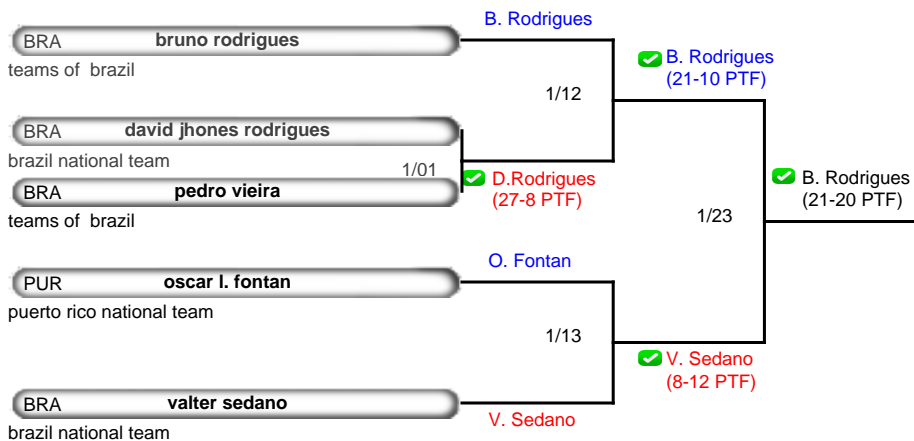 B. Rodrigues
BRA bruno rodrigues
teams of brazil
B. Rodrigues
(21-10 PTF)
1/12
BRA david jhones rodrigues
brazil national team
1/01
D.Rodrigues
(27-8 PTF)
BRA pedro vieira
teams of brazil
B. Rodrigues
(21-20 PTF)
1/23
O. Fontan
PUR oscar l. fontan
puerto rico national team
1/13
V. Sedano
(8-12 PTF)
BRA valter sedano
V. Sedano
brazil national team